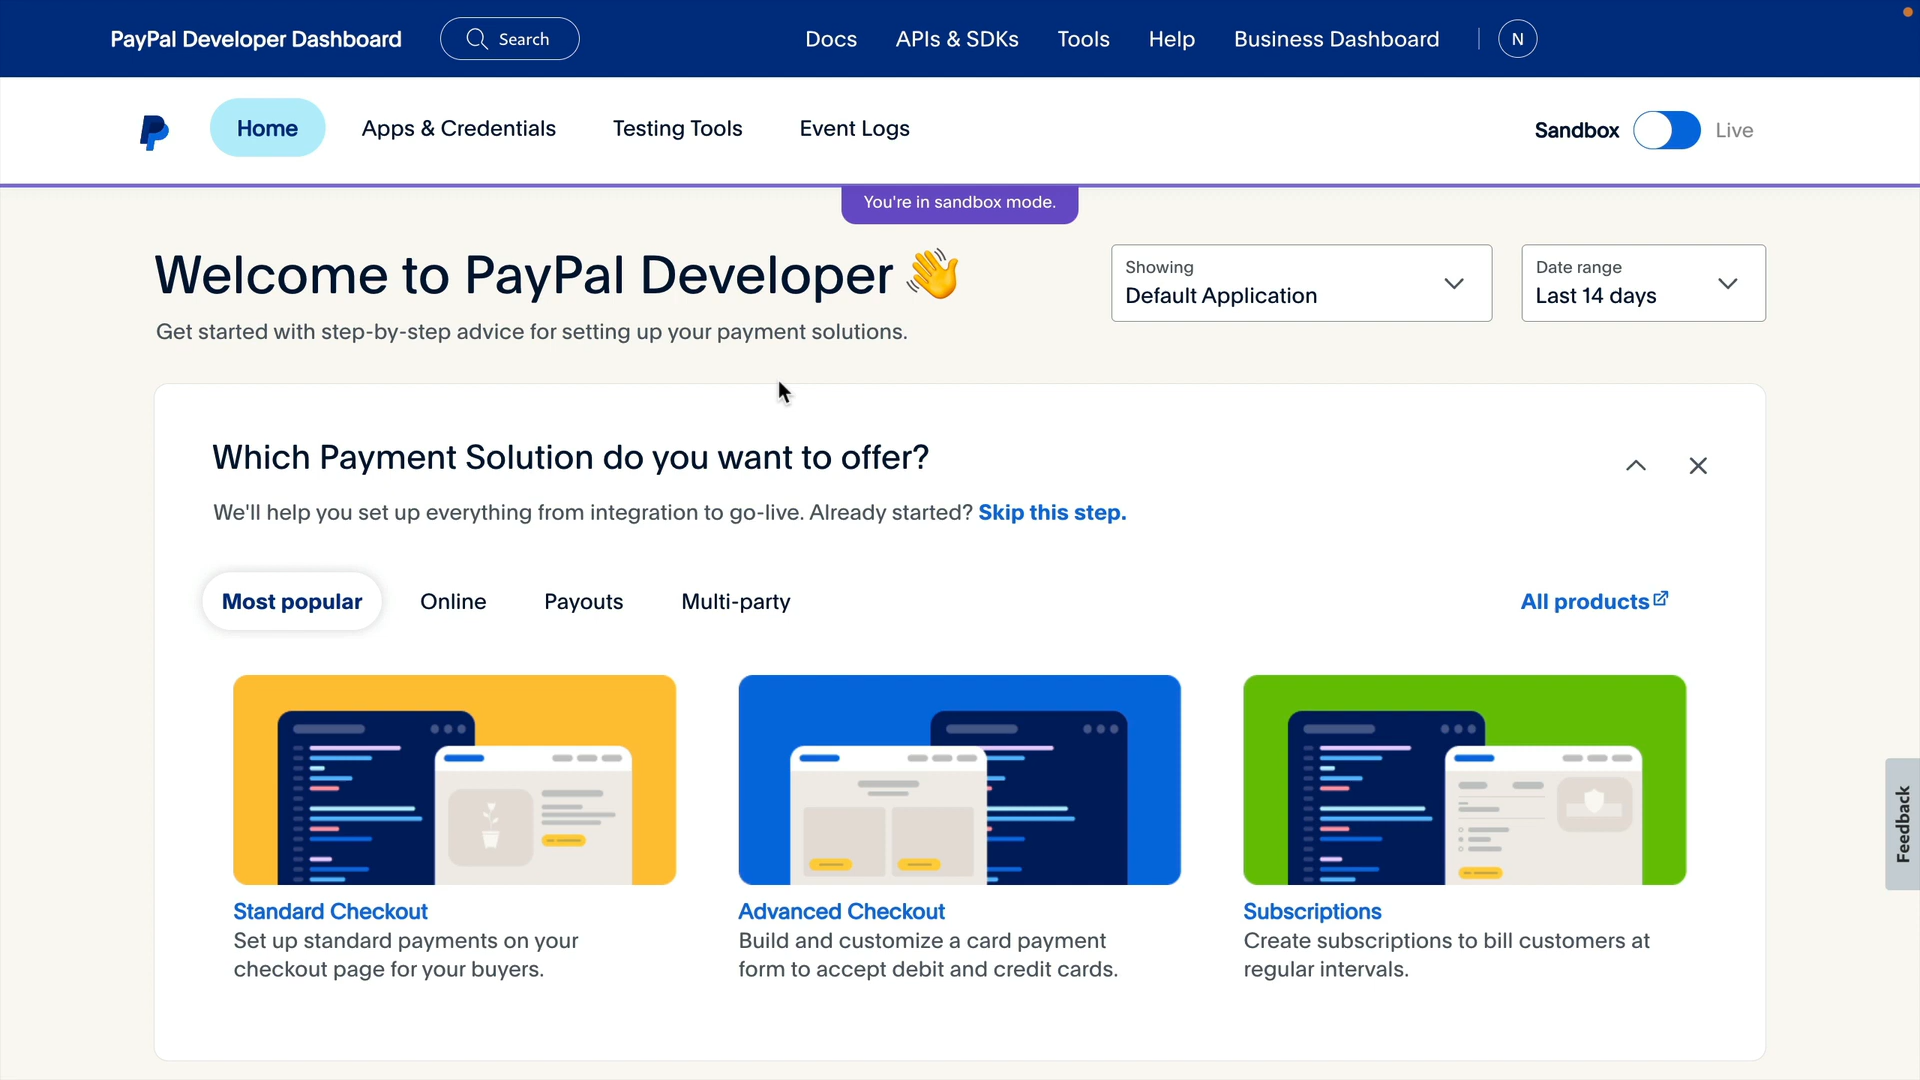 PayPal Developer Dashboard
Search
Docs
APIs & SDKs
Tools
Help
Business Dashboard
N
Home
Apps & Credentials
Testing Tools
Event Logs
Sandbox
Live
You're in sandbox mode.
Welcome to PayPal Developer 👋
Get started with step-by-step advice for setting up your payment solutions.
Showing
Default Application
Date range
Last 14 days
Which Payment Solution do you want to offer?
We'll help you set up everything from integration to go-live. Already started? Skip this step.
Most popular
Online
Payouts
Multi-party
All products
Standard Checkout
Set up standard payments on your
checkout page for your buyers.
Advanced Checkout
Build and customize a card payment
form to accept debit and credit cards.
Subscriptions
Create subscriptions to bill customers at
regular intervals.
Feedback